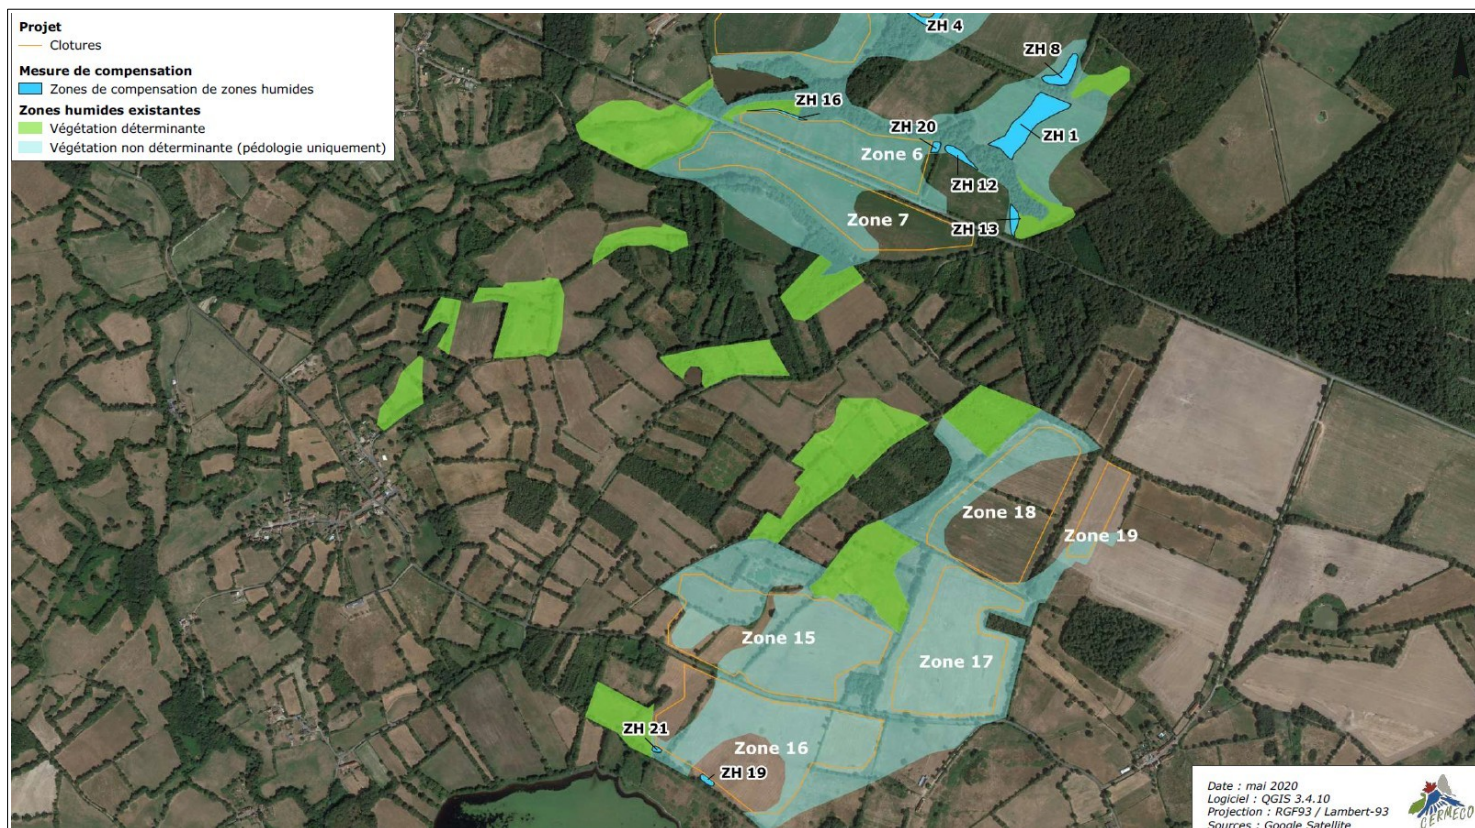 Projet
Clotures
Mesure de compensation
Zones de compensation de zones humides
Zones humides existantes
Végétation déterminante
Végétation non déterminante (pédologie uniquement)
ZH 4
ZH 8
ZH 16
ZH 20
ZH 1
Zone 6
ZH 12
Zone 7
ZH 13
Zone 18
Zone 19
Zone 15
Zone 17
ZH 21
Zone 16
ZH 19
Date : mai 2020
Logiciel : QGIS 3.4.10
Projection : RGF93 / Lambert-93
Sources : Google Satellite
CERMECO